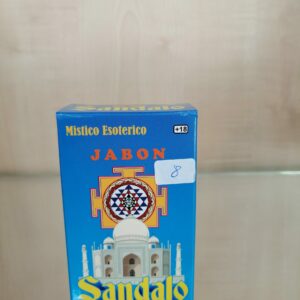 Sandalo
Mistico Esoterico
+18
JABON
8
Sandalo